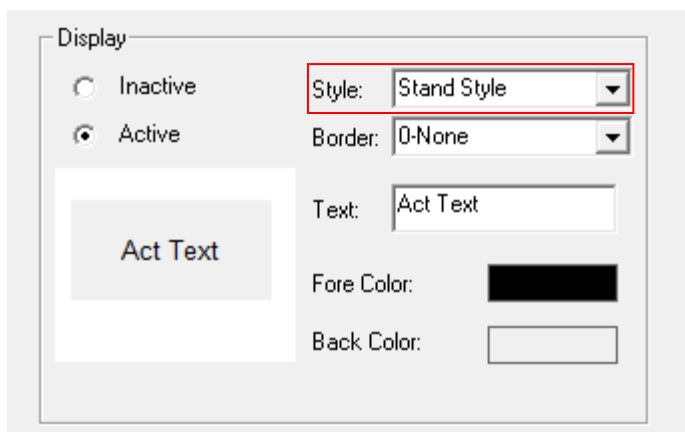 Display
Inactive
Style: Stand Style
Active
Border: 0-None
Text: Act Text
Act Text
Fore Color:
Back Color: